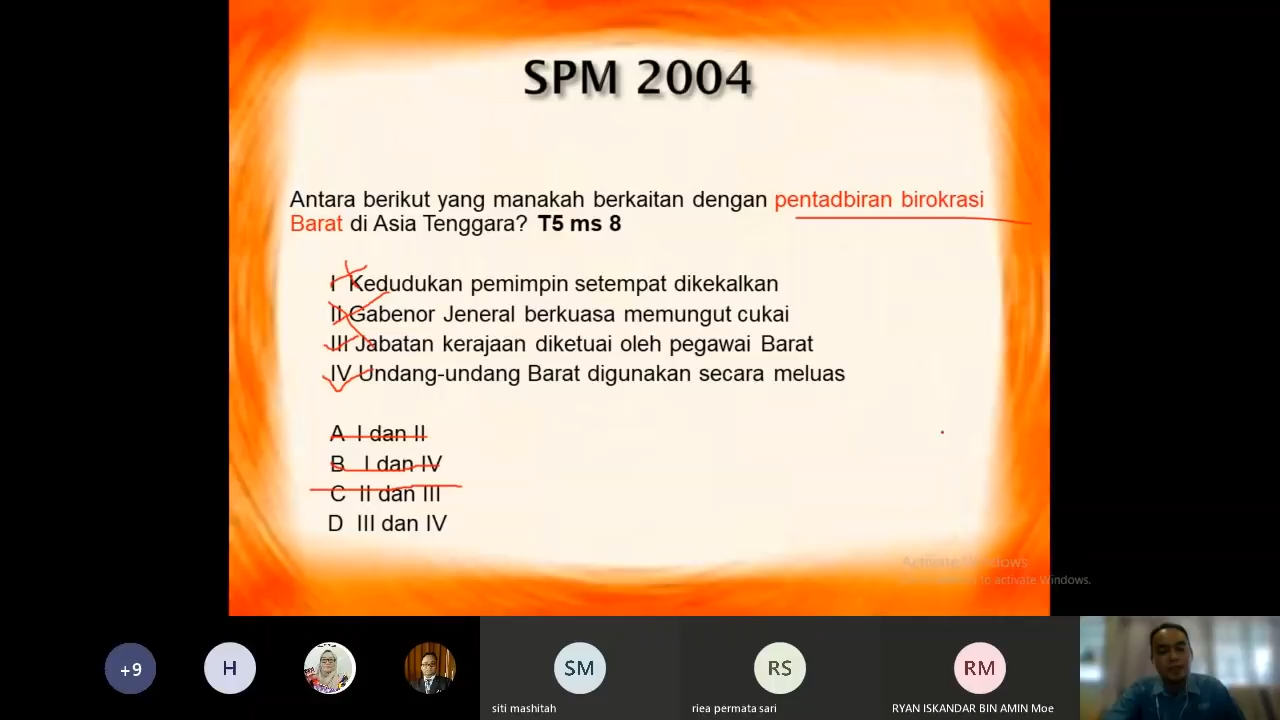 SPM 2004
Antara berikut yang manakah berkaitan dengan pentadbiran birokrasi
Barat di Asia Tenggara? T5 ms 8
I Kedudukan pemimpin setempat dikekalkan
II Gabenor Jeneral berkuasa memungut cukai
III Jabatan kerajaan diketuai oleh pegawai Barat
IV Undang-undang Barat digunakan secara meluas
A I dan II
B I dan IV
C II dan III
D III dan IV
Activate Windows
to activate Windows.
+9
H
SM
RS
RM
siti mashitah
riea permata sari
RYAN ISKANDAR BIN AMIN Moe